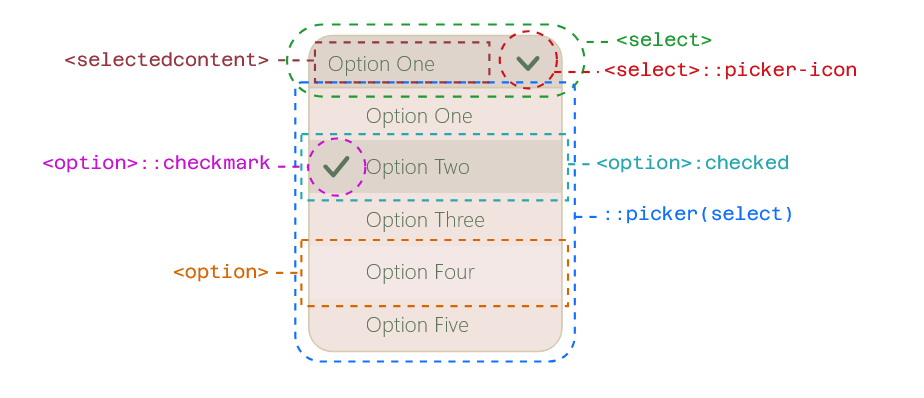 <select>
<selectedcontent>
Option One
<select>::picker-icon
Option One
<option>::checkmark
Option Two
<option>:checked
Option Three
::picker(select)
<option>
Option Four
Option Five